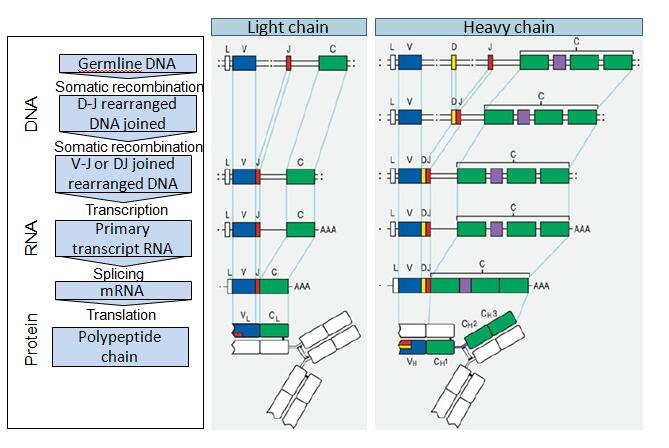 Light chain
Heavy chain
DNA
RNA
Protein
Germline DNA
Somatic recombination
D-J rearranged
DNA joined
Somatic recombination
V-J or DJ joined
rearranged DNA
Transcription
Primary
transcript RNA
Splicing
mRNA
Translation
Polypeptide
chain
L V J C
L V J C
L V J C
AAA
L V J C
AAA
VL CL
C
L V D J
C
L V DJ
C
L V DJ
C
L V DJ
AAA
C
L V DJ
AAA
CH2 CH3
VH CH1